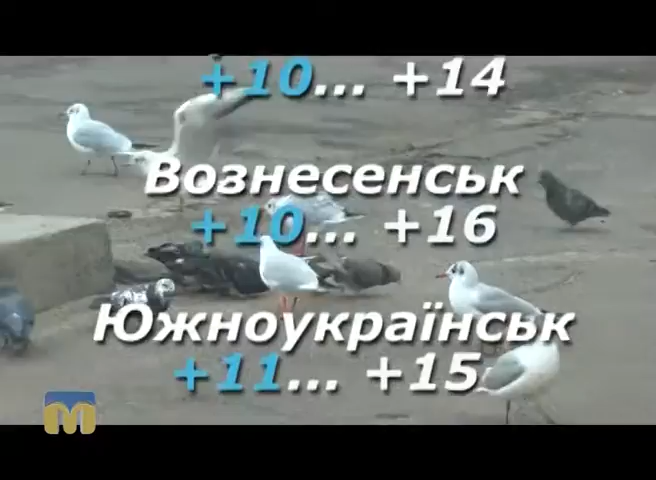 +10... +14
Вознесенськ
+10... +16
Южноукраїнськ
+11... +15
m